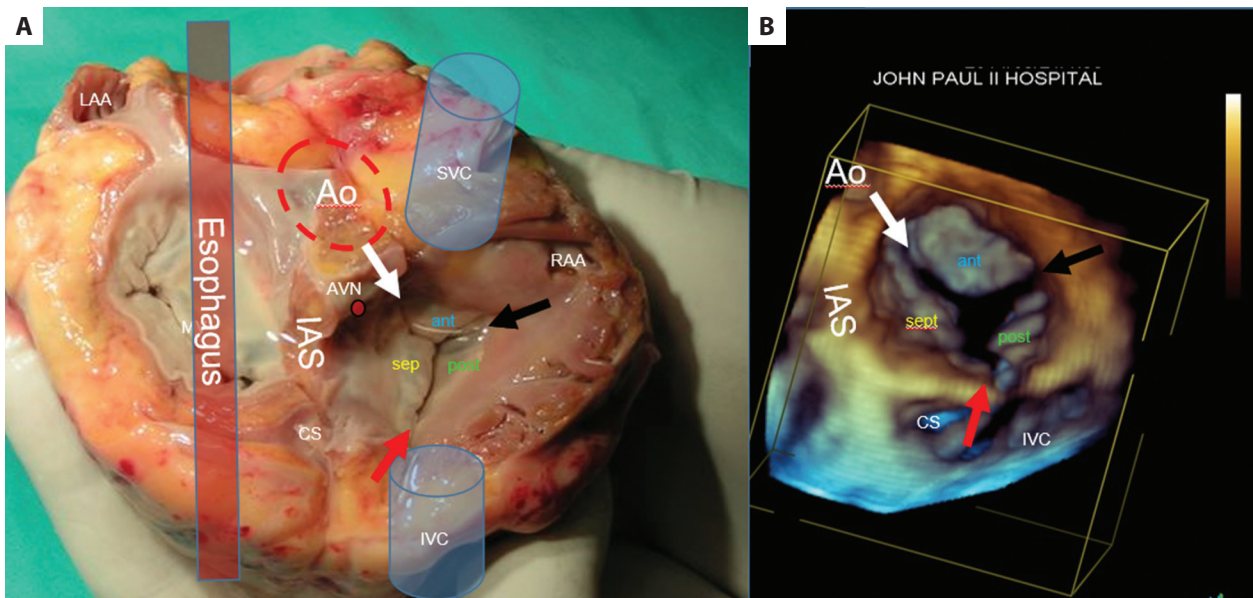 A
LAA
Esophagus
Ao
SVC
RAA
AVN
IAS
M
ant
sep
post
CS
IVC
B
JOHN PAUL II HOSPITAL
Ao
ant
IAS
sept
post
CS
IVC